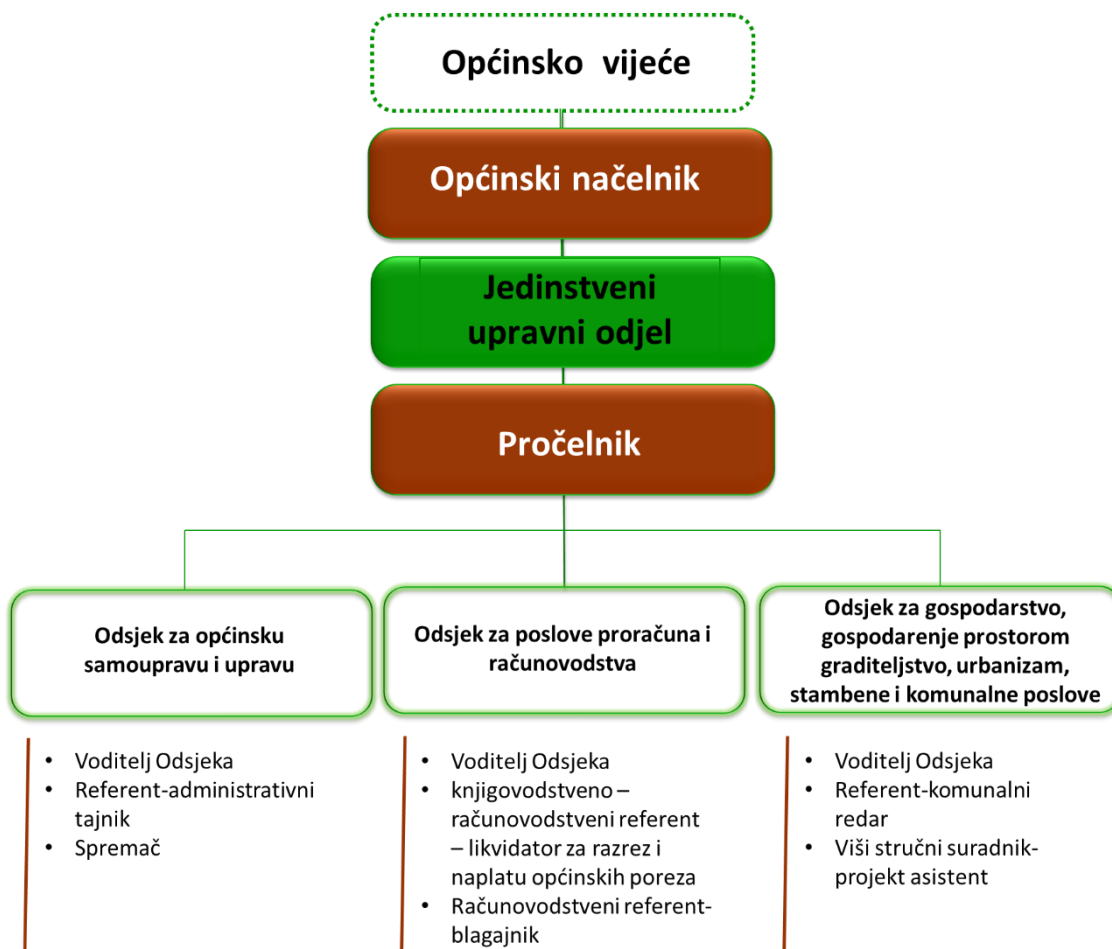 Općinsko vijeće
Općinski načelnik
Jedinstveni
upravni odjel
Pročelnik
Odsjek za općinsku
samoupravu i upravu
Odsjek za poslove proračuna i
računovodstva
Odsjek za gospodarstvo,
gospodarenje prostorom
graditeljstvo, urbanizam,
stambene i komunalne poslove
• Voditelj Odsjeka
• Referent-administrativni
tajnik
• Spremač
• Voditelj Odsjeka
• knjigovodstveno –
računovodstveni referent
– likvidator za razrez i
naplatu općinskih poreza
• Računovodstveni referent-
blagajnik
• Voditelj Odsjeka
• Referent-komunalni
redar
• Viši stručni suradnik-
projekt asistent